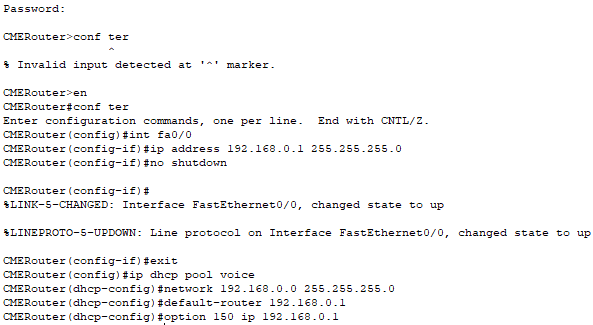 Password:
CMERouter>conf ter
^
% Invalid input detected at '^' marker.
CMERouter>en
CMERouter#conf ter
Enter configuration commands, one per line.  End with CNTL/Z.
CMERouter(config)#int fa0/0
CMERouter(config-if)#ip address 192.168.0.1 255.255.255.0
CMERouter(config-if)#no shutdown
CMERouter(config-if)#
%LINK-5-CHANGED: Interface FastEthernet0/0, changed state to up
%LINEPROTO-5-UPDOWN: Line protocol on Interface FastEthernet0/0, changed state to up
CMERouter(config-if)#exit
CMERouter(config)#ip dhcp pool voice
CMERouter(dhcp-config)#network 192.168.0.0 255.255.255.0
CMERouter(dhcp-config)#default-router 192.168.0.1
CMERouter(dhcp-config)#option 150 ip 192.168.0.1